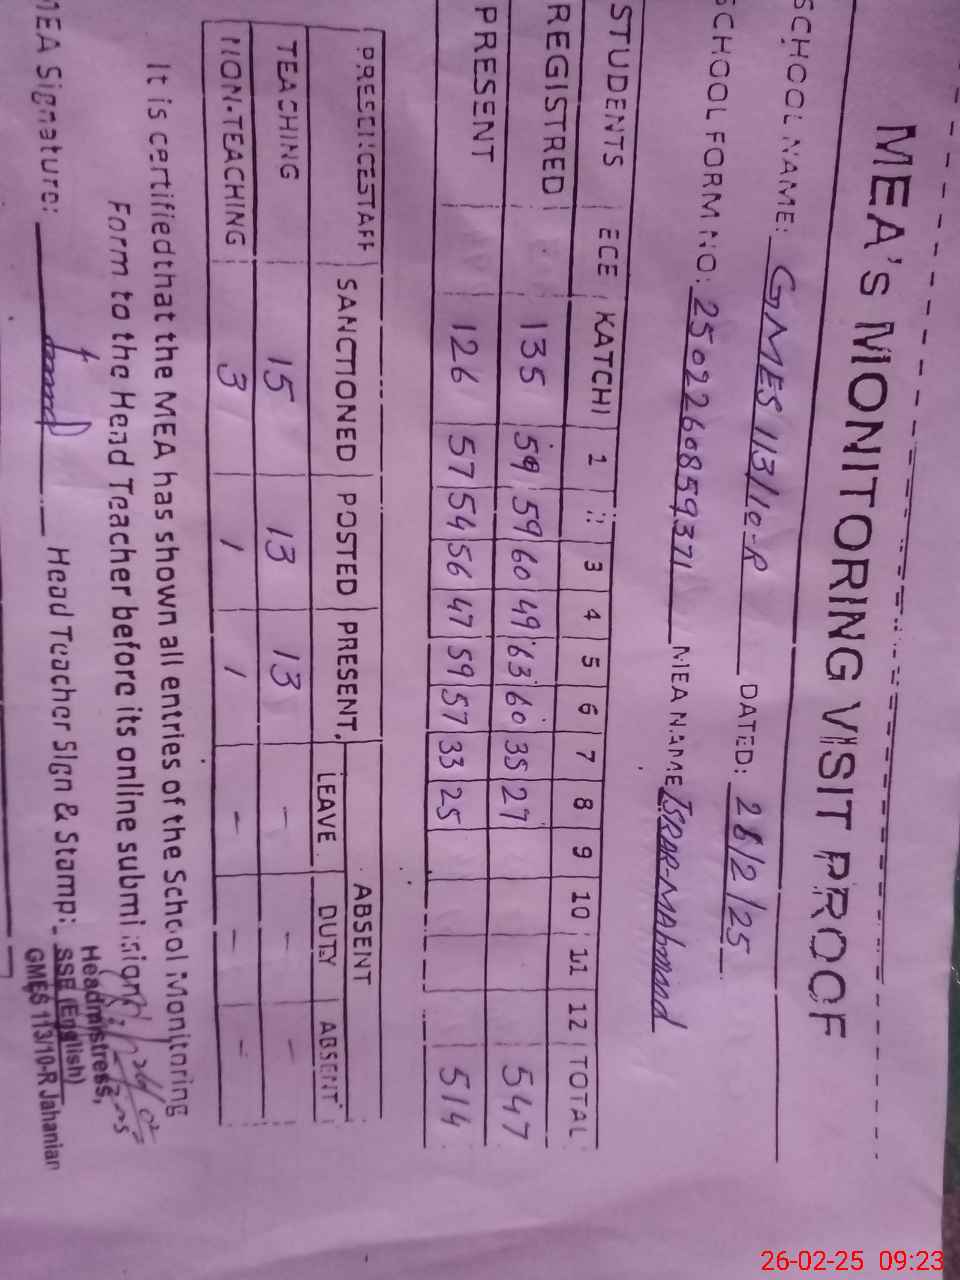 MEA'S MONITORING VISIT PROOF
SCHOOL NAME: GMES 113/10-R DATED: 26/2/25
SCHOOL FORM NO: 2502260859371 MEA NAME ISRAR-Mahmood
STUDENTS ECE KATCHI 1 2 3 4 5 6 7 8 9 10 11 12 TOTAL
REGISTRED 135 59 59 60 49 63 60 35 27 547
PRESENT 126 57 54 56 47 59 57 33 25 514
PRESENCE STAFF SANCTIONED POSTED PRESENT ABSENT
LEAVE DUTY ABSENT
TEACHING 15 13 13 - - -
NON-TEACHING 3 1 1 - - -
It is certified that the MEA has shown all entries of the School Monitoring
Form to the Head Teacher before its online submission.
MEA Signature: Head Teacher Sign & Stamp:
Headmistress,
SSE (English)
GMES 113/10-R Jahanian
26-02-25 09:23